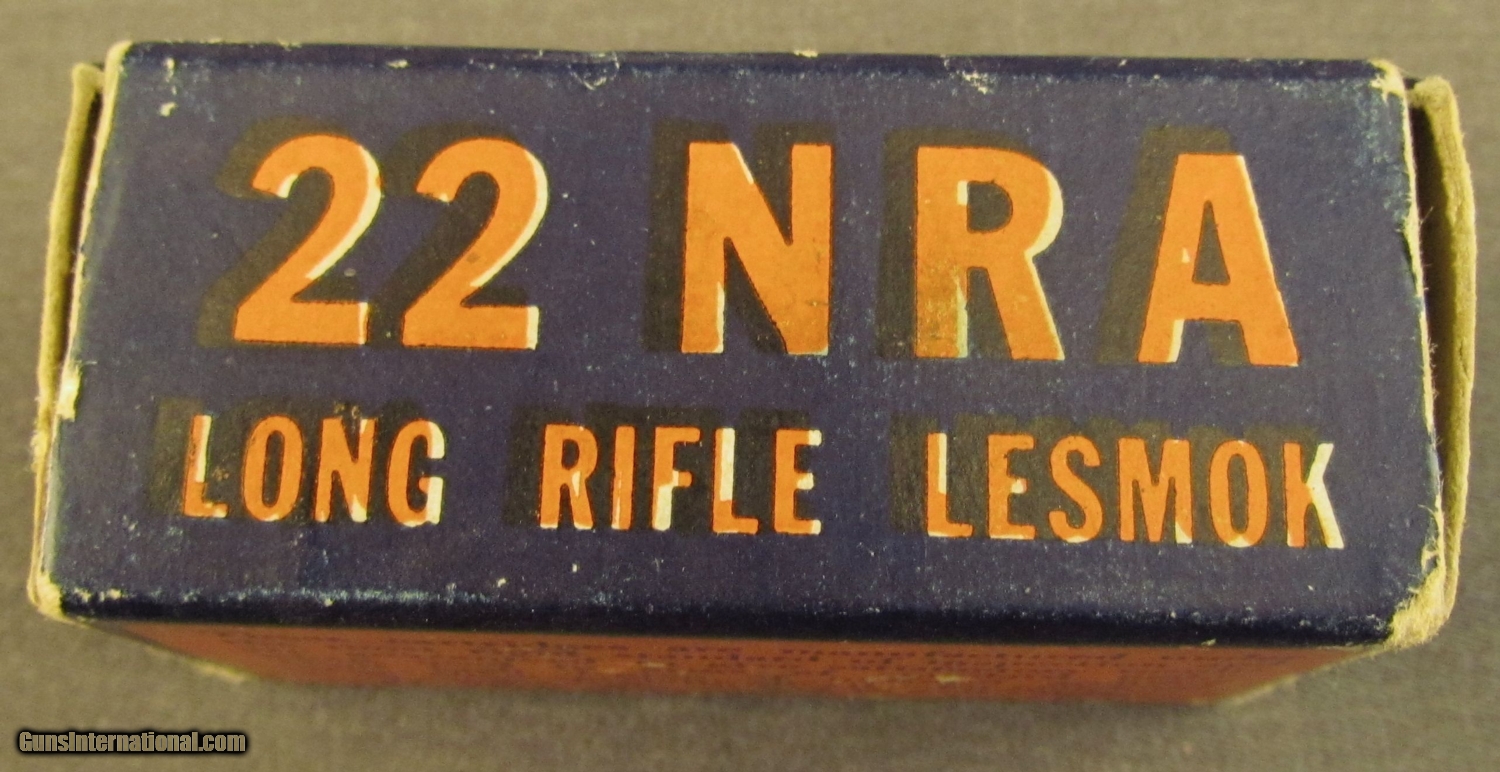 22 NRA
LONG RIFLE LESMOK
GunsInternational.com